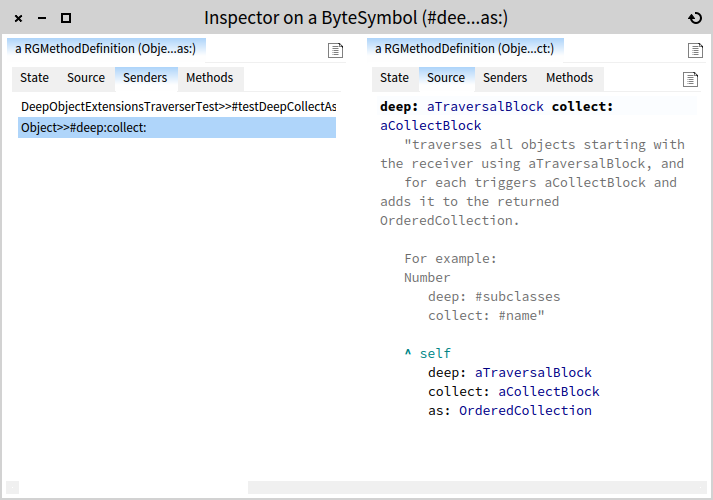 Inspector on a ByteSymbol (#dee...as:)
a RGMethodDefinition (Obje...as:)
State Source Senders Methods
DeepObjectExtensionsTraverserTest>>#testDeepCollectAs
Object>>#deep:collect:
a RGMethodDefinition (Obje...ct:)
State Source Senders Methods
deep: aTraversalBlock collect:
aCollectBlock
"traverses all objects starting with
the receiver using aTraversalBlock, and
for each triggers aCollectBlock and
adds it to the returned
OrderedCollection.
For example:
Number
deep: #subclasses
collect: #name"
^ self
deep: aTraversalBlock
collect: aCollectBlock
as: OrderedCollection